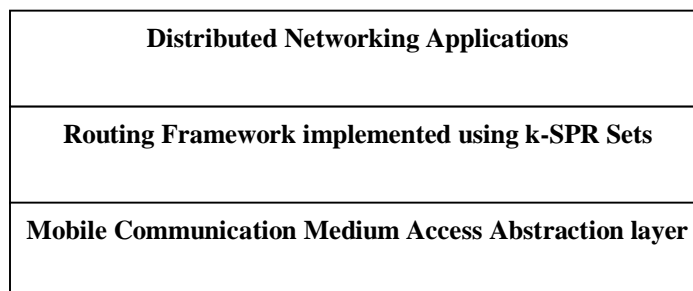 Distributed Networking Applications
Routing Framework implemented using k-SPR Sets
Mobile Communication Medium Access Abstraction layer